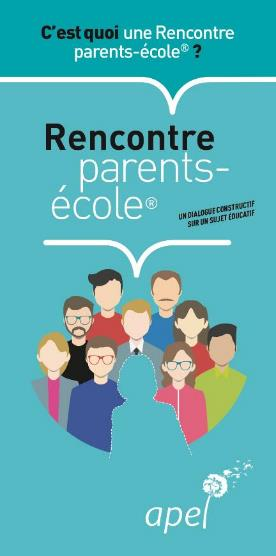 C'est quoi une Rencontre
parents-école® ?
Rencontre
parents-
école®
UN DIALOGUE CONSTRUCTIF
SUR UN SUJET ÉDUCATIF
apel